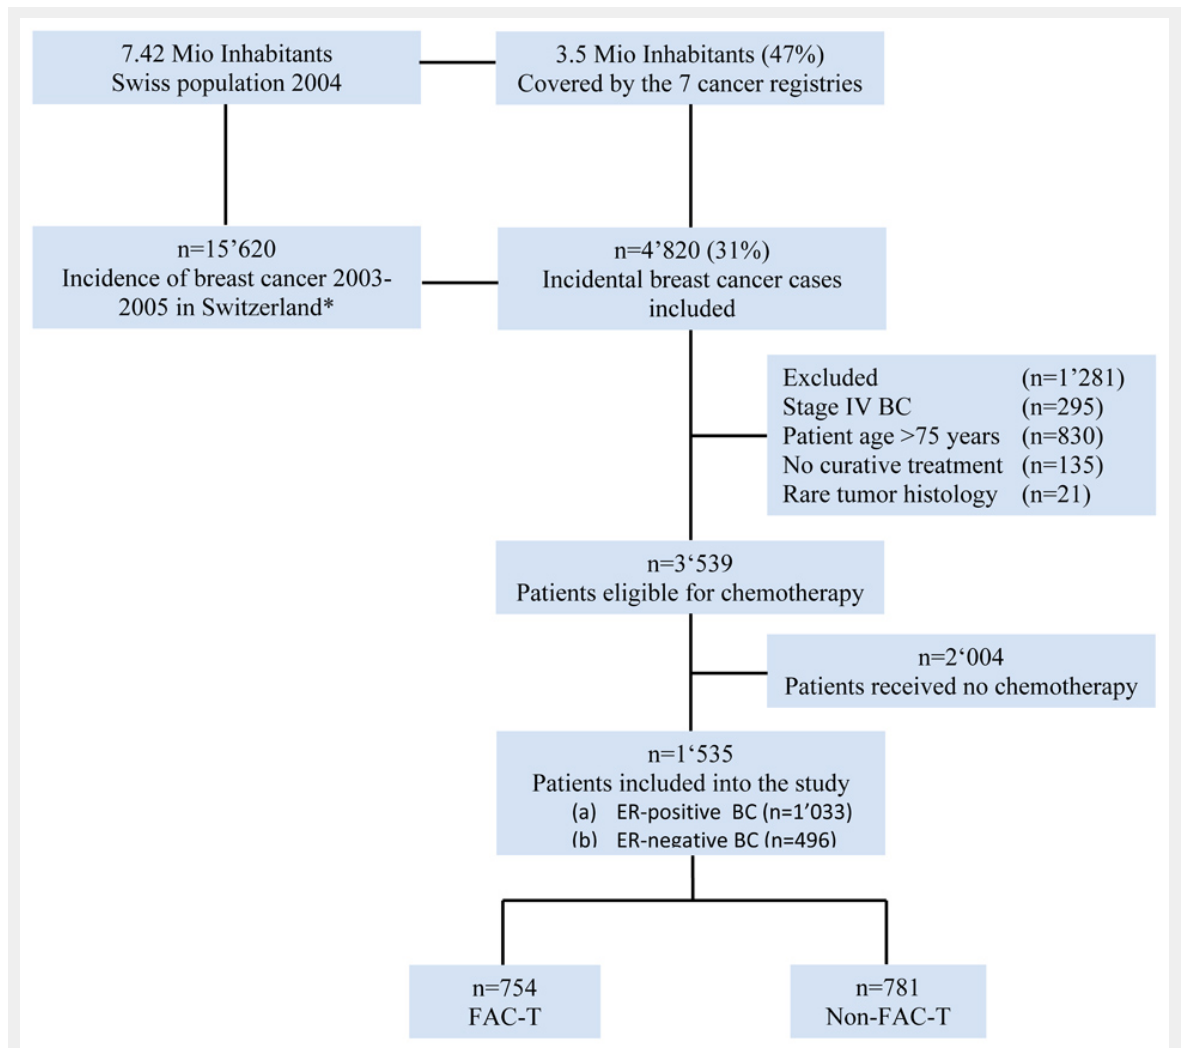 7.42 Mio Inhabitants
Swiss population 2004
3.5 Mio Inhabitants (47%)
Covered by the 7 cancer registries
n=15’620
Incidence of breast cancer 2003-
2005 in Switzerland*
n=4’820 (31%)
Incidental breast cancer cases
included
Excluded (n=1’281)
Stage IV BC (n=295)
Patient age >75 years (n=830)
No curative treatment (n=135)
Rare tumor histology (n=21)
n=3‘539
Patients eligible for chemotherapy
n=2‘004
Patients received no chemotherapy
n=1‘535
Patients included into the study
(a) ER-positive BC (n=1’033)
(b) ER-negative BC (n=496)
n=754
FAC-T
n=781
Non-FAC-T